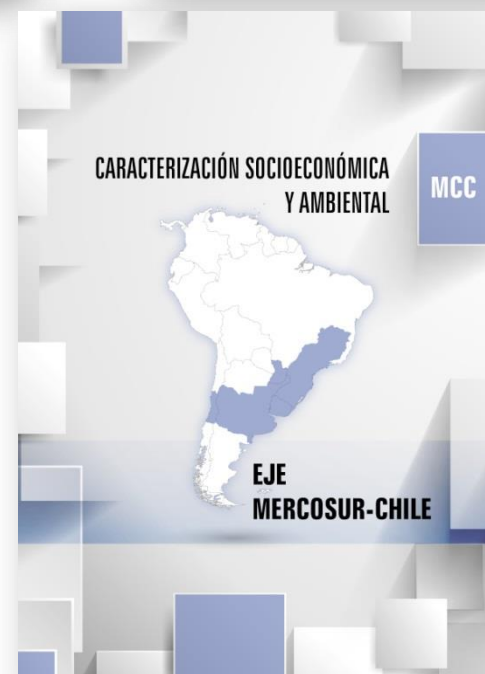 CARACTERIZACIÓN SOCIOECONÓMICA
Y AMBIENTAL
MCC
EJE
MERCOSUR-CHILE